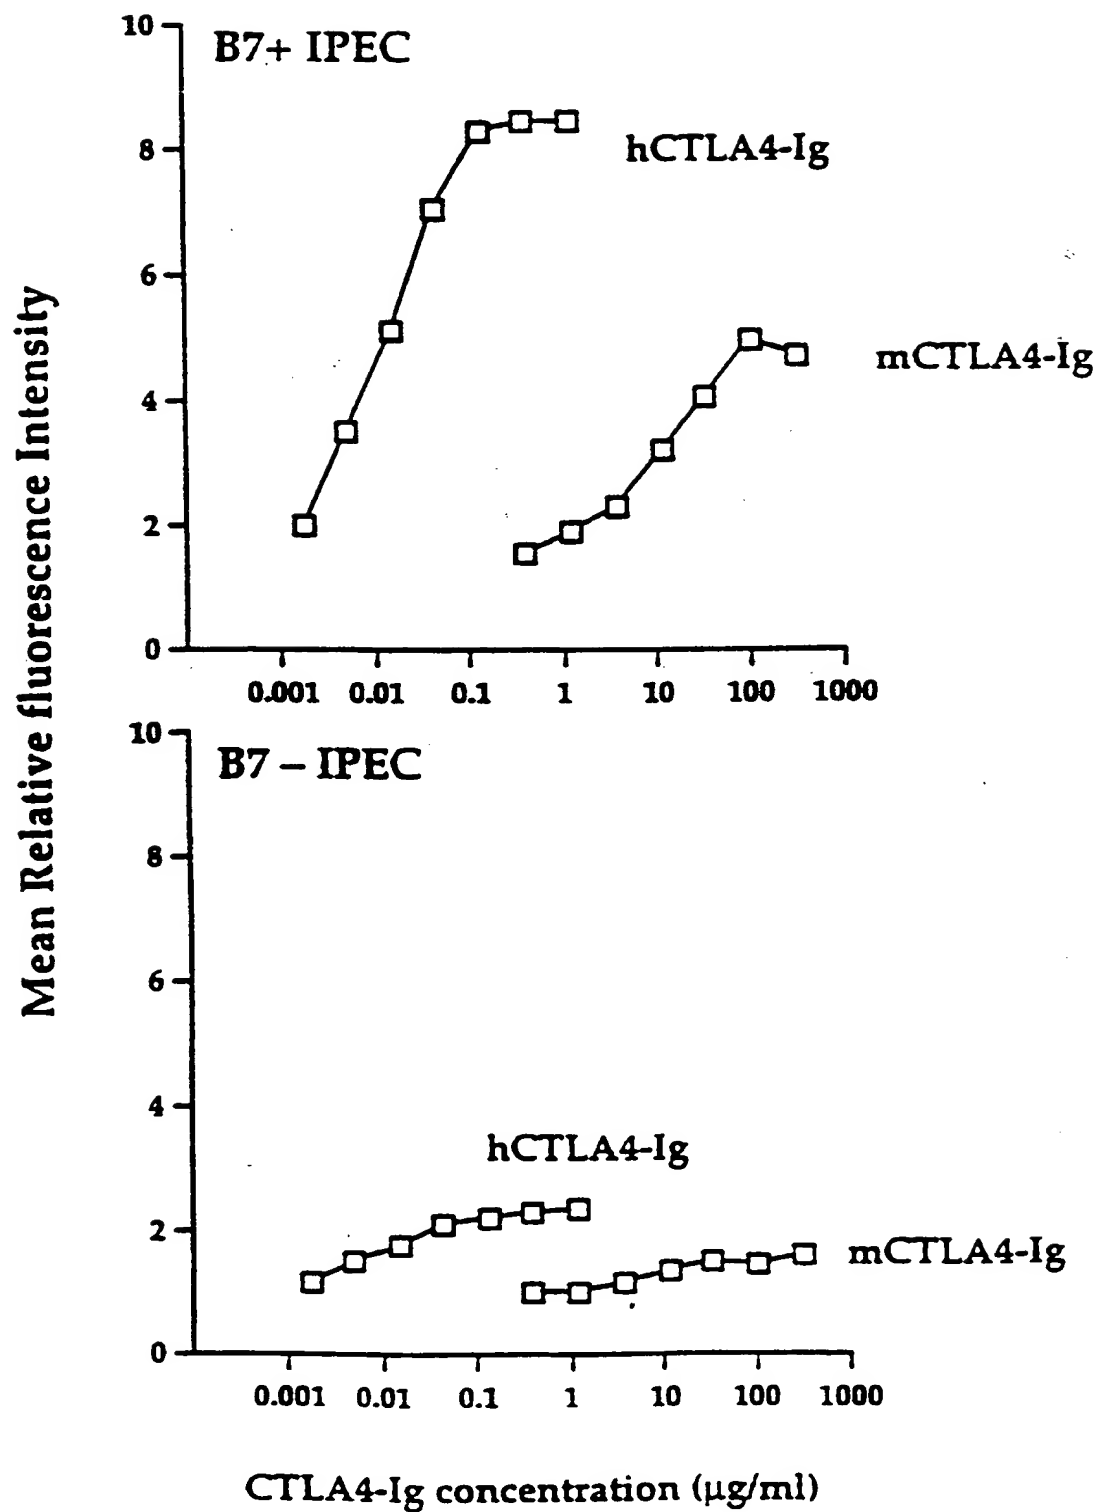 Mean Relative fluorescence Intensity
B7+ IPEC
10
8
6
4
2
0
hCTLA4-Ig
mCTLA4-Ig
0.001 0.01 0.1 1 10 100 1000
B7 – IPEC
10
8
6
4
2
0
hCTLA4-Ig
mCTLA4-Ig
0.001 0.01 0.1 1 10 100 1000
CTLA4-Ig concentration (μg/ml)